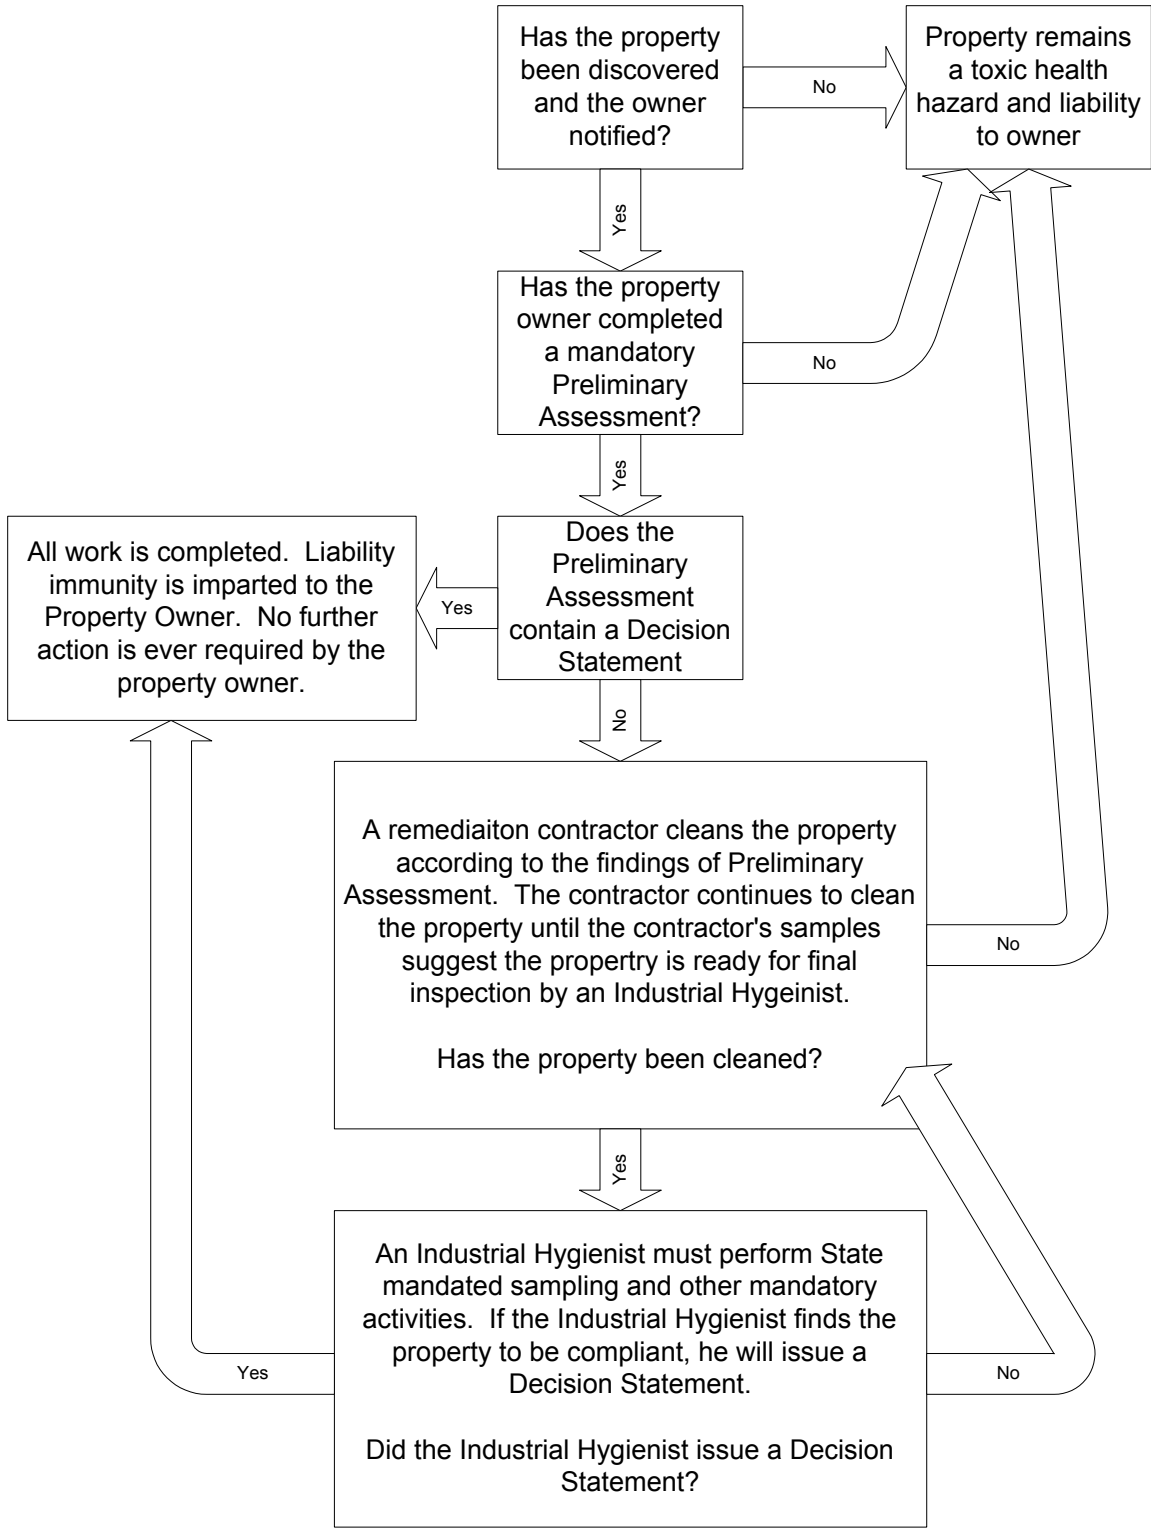 Has the property
been discovered
and the owner
notified?
No
Property remains
a toxic health
hazard and liability
to owner
Yes
Has the property
owner completed
a mandatory
Preliminary
Assessment?
No
Yes
Does the
Preliminary
Assessment
contain a Decision
Statement
Yes
All work is completed.  Liability
immunity is imparted to the
Property Owner.  No further
action is ever required by the
property owner.
No
A remediaiton contractor cleans the property
according to the findings of Preliminary
Assessment.  The contractor continues to clean
the property until the contractor's samples
suggest the propertry is ready for final
inspection by an Industrial Hygeinist.
Has the property been cleaned?
No
Yes
An Industrial Hygienist must perform State
mandated sampling and other mandatory
activities.  If the Industrial Hygienist finds the
property to be compliant, he will issue a
Decision Statement.
Did the Industrial Hygienist issue a Decision
Statement?
Yes
No